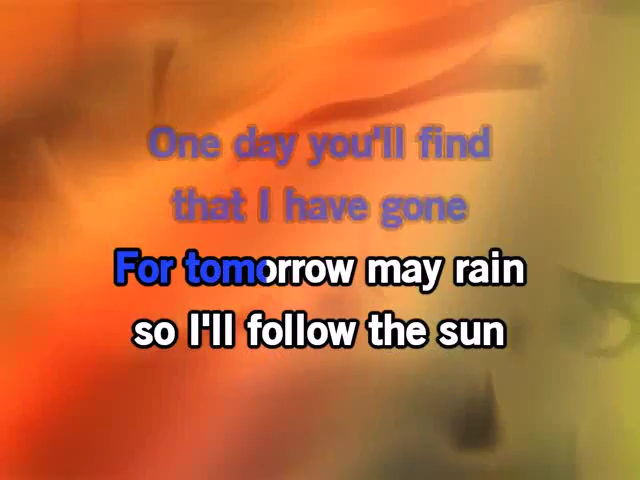 One day you'll find
that I have gone
For tomorrow may rain
so I'll follow the sun